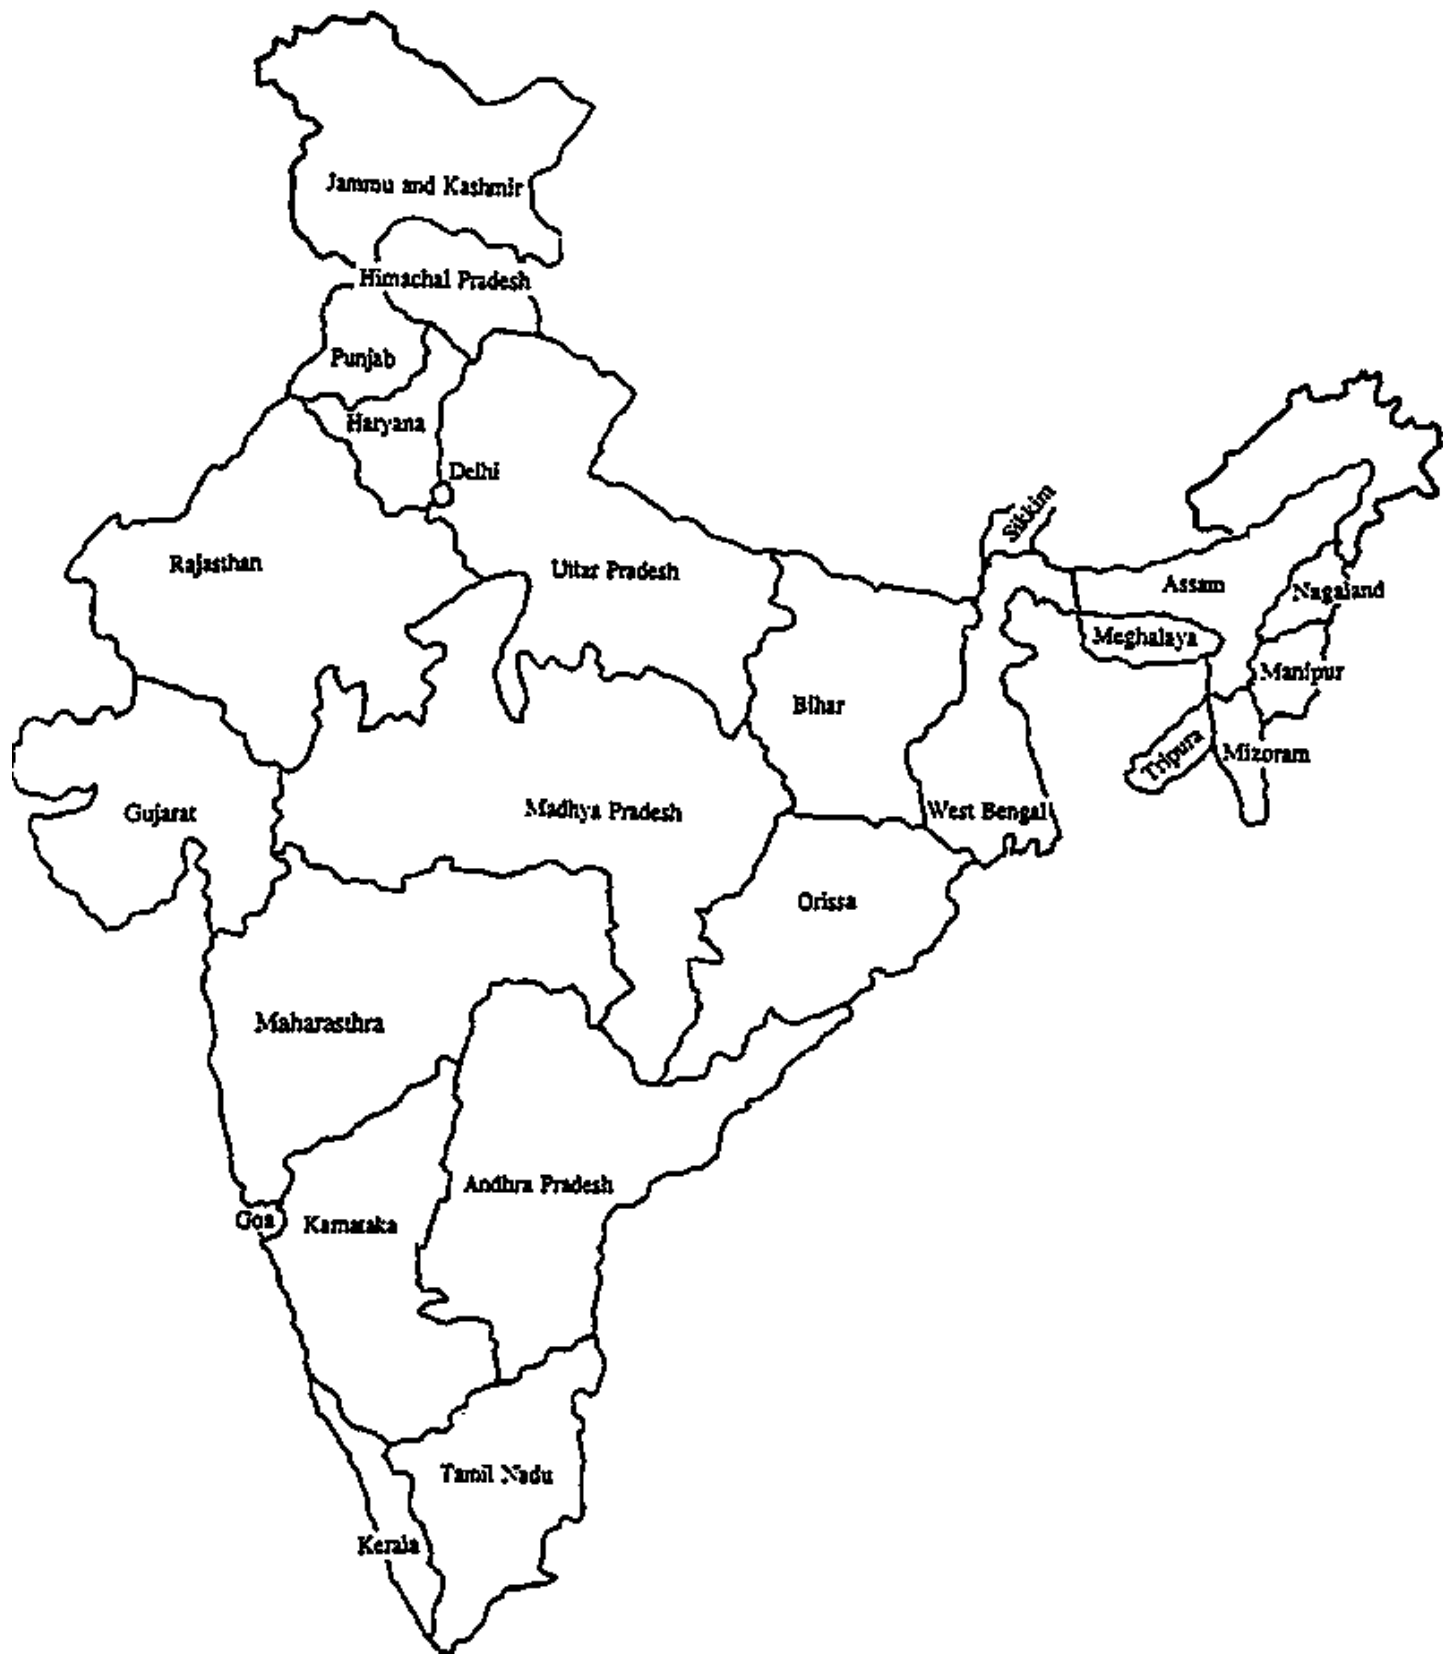 Jammu and Kashmir
Himachal Pradesh
Punjab
Haryana
Delhi
Sikkim
Rajasthan
Uttar Pradesh
Assam
Nagaland
Meghalaya
Manipur
Bihar
Tripura
Mizoram
Gujarat
Madhya Pradesh
West Bengal
Orissa
Maharasthra
Andhra Pradesh
Goa
Karnataka
Tamil Nadu
Kerala